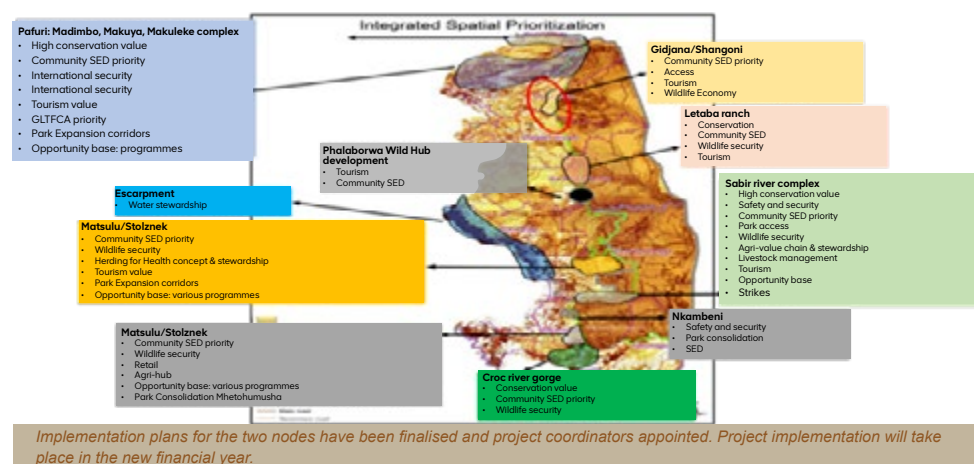 Integrated Spatial Prioritization
Pafuri: Madimbo, Makuya, Makuleke complex
• High conservation value
• Community SED priority
• International security
• International security
• Tourism value
• GLTFCA priority
• Park Expansion corridors
• Opportunity base: programmes
Gidjana/Shangoni
• Community SED priority
• Access
• Tourism
• Wildlife Economy
Letaba ranch
• Conservation
• Community SED
• Wildlife security
• Tourism
Phalaborwa Wild Hub
development
• Tourism
• Community SED
Sabir river complex
• High conservation value
• Safety and security
• Community SED priority
• Park access
• Wildlife security
• Agri-value chain & stewardship
• Livestock management
• Tourism
• Opportunity base
• Strikes
Escarpment
• Water stewardship
Matsulu/Stolznek
• Community SED priority
• Wildlife security
• Herding for Health concept & stewardship
• Tourism value
• Park Expansion corridors
• Opportunity base: various programmes
Nkambeni
• Safety and security
• Park consolidation
• SED
Matsulu/Stolznek
• Community SED priority
• Wildlife security
• Retail
• Agri-hub
• Opportunity base: various programmes
• Park Consolidation Mhetohumusha
Croc river gorge
• Conservation value
• Community SED priority
• Wildlife security
Implementation plans for the two nodes have been finalised and project coordinators appointed. Project implementation will take
place in the new financial year.